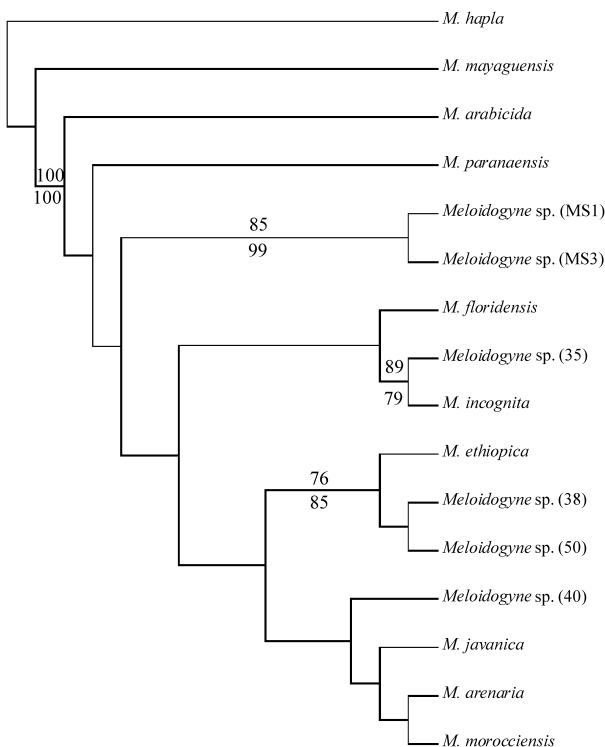 M. hapla
M. mayaguensis
M. arabicida
M. paranaensis
100
100
Meloidogyne sp. (MS1)
85
99
Meloidogyne sp. (MS3)
M. floridensis
Meloidogyne sp. (35)
89
79
M. incognita
M. ethiopica
76
85
Meloidogyne sp. (38)
Meloidogyne sp. (50)
Meloidogyne sp. (40)
M. javanica
M. arenaria
M. morocciensis